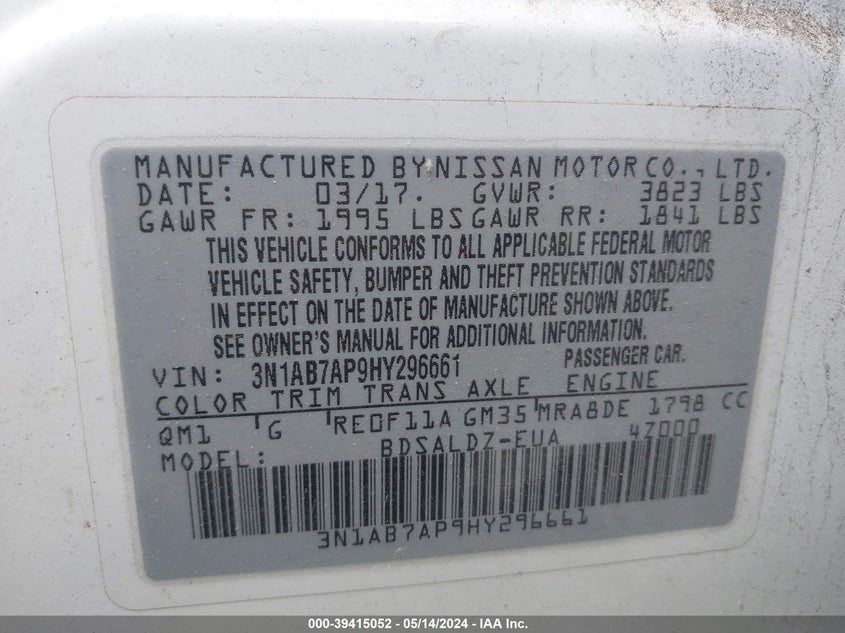 MANUFACTURED BY NISSAN MOTOR CO., LTD.
DATE: 03/17. GVWR: 3823 LBS
GAWR FR: 1995 LBS GAWR RR: 1841 LBS
THIS VEHICLE CONFORMS TO ALL APPLICABLE FEDERAL MOTOR
VEHICLE SAFETY, BUMPER AND THEFT PREVENTION STANDARDS
IN EFFECT ON THE DATE OF MANUFACTURE SHOWN ABOVE.
SEE OWNER'S MANUAL FOR ADDITIONAL INFORMATION.
VIN: 3N1AB7AP9HY296661 PASSENGER CAR.
COLOR TRIM TRANS AXLE ENGINE
QM1 G RE0F11A GM35 MRA8DE 1798 CC
MODEL: BDSALDZ-EUA 4Z000
3N1AB7AP9HY296661
000-39415052 - 05/14/2024 - IAA Inc.